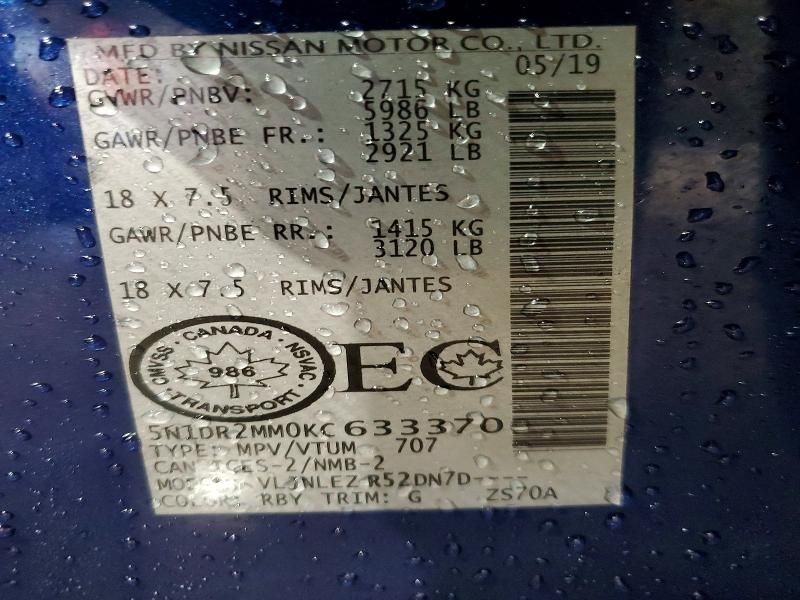 MFD BY NISSAN MOTOR CO., LTD.
DATE: 05/19
GVWR/PNBV: 2715 KG
5986 LB
GAWR/PNBE FR.: 1325 KG
2921 LB
18 X 7.5 RIMS/JANTES
GAWR/PNBE RR.: 1415 KG
3120 LB
18 X 7.5 RIMS/JANTES
CANADA
CMVSS NSVAC
986
TRANSPORT
EC
5N1DR2MM0KC633370
TYPE: MPV/VTUM 707
CAN ICES-2/NMB-2
R52DN7D----
COLOR: RBY TRIM: G ZS70A